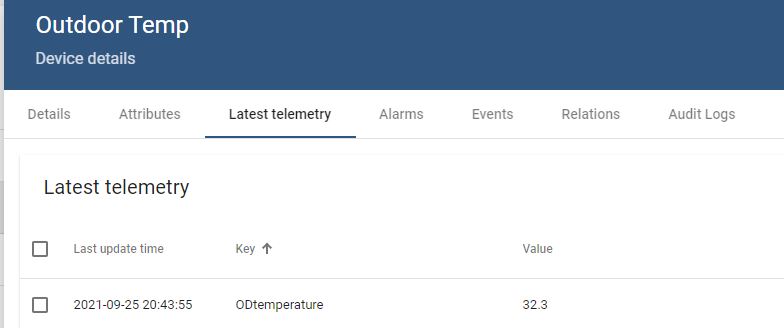 Outdoor Temp
Device details
Details Attributes Latest telemetry Alarms Events Relations Audit Logs
Latest telemetry
Last update time Key ↑ Value
2021-09-25 20:43:55 ODtemperature 32.3